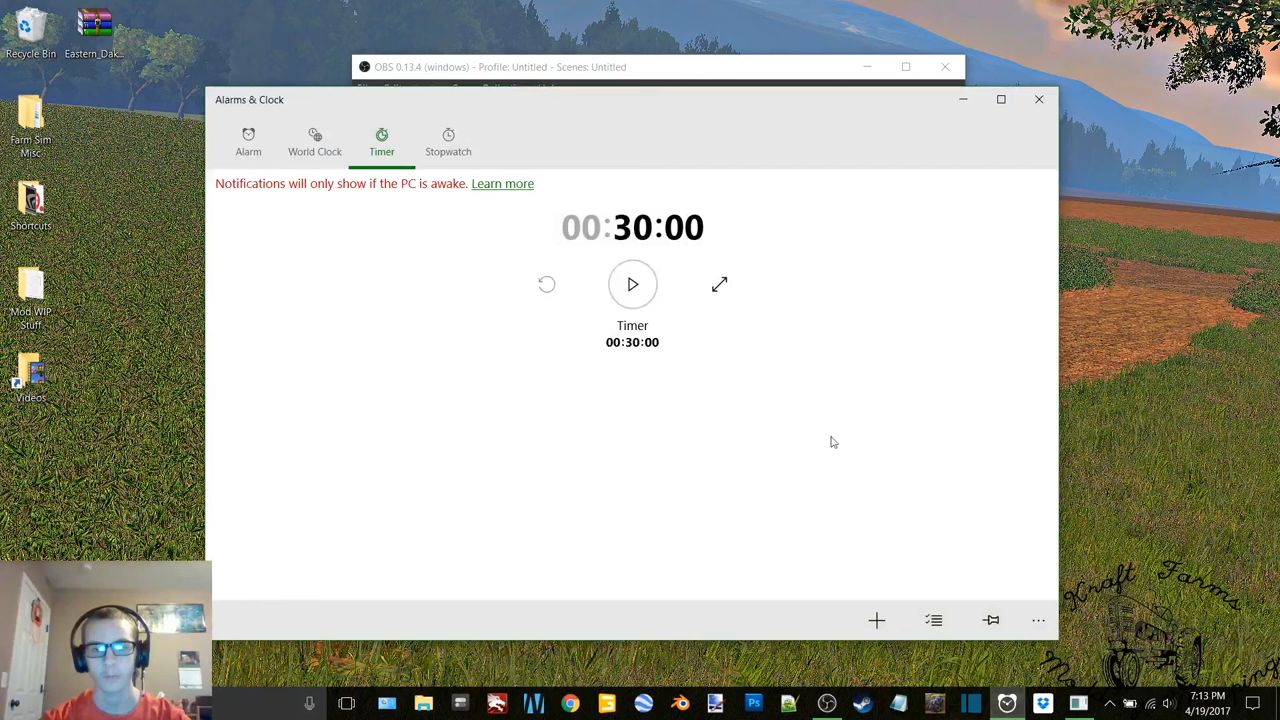 Recycle Bin
Eastern_Dak...
Farm Sim
Misc
Shortcuts
Mod WIP
Stuff
Videos
OBS 0.13.4 (windows) - Profile: Untitled - Scenes: Untitled
Alarms & Clock
Alarm
World Clock
Timer
Stopwatch
Notifications will only show if the PC is awake. Learn more
00:30:00
Timer
00:30:00
Kraft Farms
7:13 PM
4/19/2017